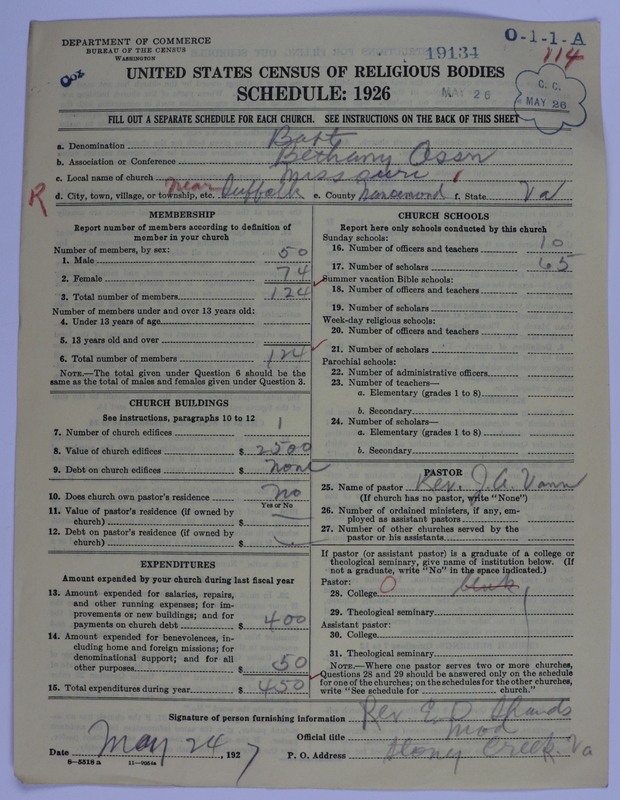 DEPARTMENT OF COMMERCE
BUREAU OF THE CENSUS
WASHINGTON
19134
O-1-1-A
114
MAY 26
C. C.
MAY 26
UNITED STATES CENSUS OF RELIGIOUS BODIES
SCHEDULE: 1926
FILL OUT A SEPARATE SCHEDULE FOR EACH CHURCH. SEE INSTRUCTIONS ON THE BACK OF THIS SHEET
a. Denomination Bapt
b. Association or Conference Bethany Assn
c. Local name of church Missouri
R
d. City, town, village, or township, etc. near Suffolk e. County Nansemond f. State Va
MEMBERSHIP
Report number of members according to definition of member in your church
Number of members, by sex:
1. Male 50
2. Female 74
3. Total number of members 124
Number of members under and over 13 years old:
4. Under 13 years of age
5. 13 years old and over
6. Total number of members 124
NOTE.—The total given under Question 6 should be the same as the total of males and females given under Question 3.
CHURCH BUILDINGS
See instructions, paragraphs 10 to 12
7. Number of church edifices 1
8. Value of church edifices $ 2500
9. Debt on church edifices $ none
10. Does church own pastor's residence No
Yes or No
11. Value of pastor's residence (if owned by church) $
12. Debt on pastor's residence (if owned by church) $
EXPENDITURES
Amount expended by your church during last fiscal year
13. Amount expended for salaries, repairs, and other running expenses; for improvements or new buildings; and for payments on church debt $ 400
14. Amount expended for benevolences, including home and foreign missions; for denominational support; and for all other purposes $ 50
15. Total expenditures during year $ 450
CHURCH SCHOOLS
Report here only schools conducted by this church
Sunday schools:
16. Number of officers and teachers 10
17. Number of scholars 65
Summer vacation Bible schools:
18. Number of officers and teachers
19. Number of scholars
Week-day religious schools:
20. Number of officers and teachers
21. Number of scholars
Parochial schools:
22. Number of administrative officers
23. Number of teachers—
a. Elementary (grades 1 to 8)
b. Secondary
24. Number of scholars—
a. Elementary (grades 1 to 8)
b. Secondary
PASTOR
25. Name of pastor Rev. J. A. Vann
(If church has no pastor, write "None")
26. Number of ordained ministers, if any, employed as assistant pastors
27. Number of other churches served by the pastor or his assistants
If pastor (or assistant pastor) is a graduate of a college or theological seminary, give name of institution below. (If not a graduate, write "No" in the space indicated.)
Pastor:
28. College O
29. Theological seminary
Assistant pastor:
30. College
31. Theological seminary
NOTE.—Where one pastor serves two or more churches, Questions 28 and 29 should be answered only on the schedule for one of the churches; on the schedules for the other churches, write "See schedule for church."
Signature of person furnishing information Rev E D Shands
Official title Mod
Date May 24, 1927 P. O. Address Stoney Creek Va
8-5518 a